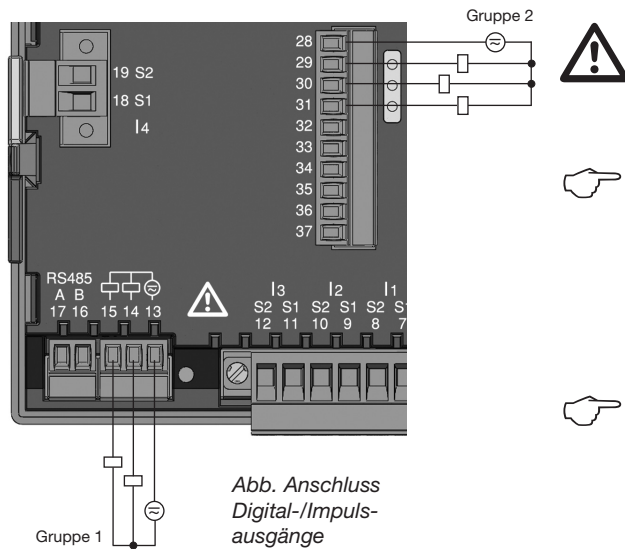 Gruppe 2
28
29
30
31
32
33
34
35
36
37
19 S2
18 S1
I4
RS485
A B
17 16 15 14 13
I3 I2 I1
S2 S1 S2 S1 S2 S1
12 11 10 9 8 7
Gruppe 1
Abb. Anschluss
Digital-/Impuls-
ausgänge